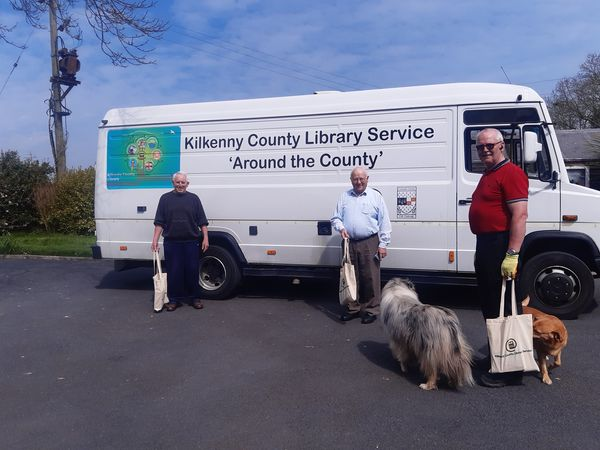 Kilkenny County Library Service
'Around the County'